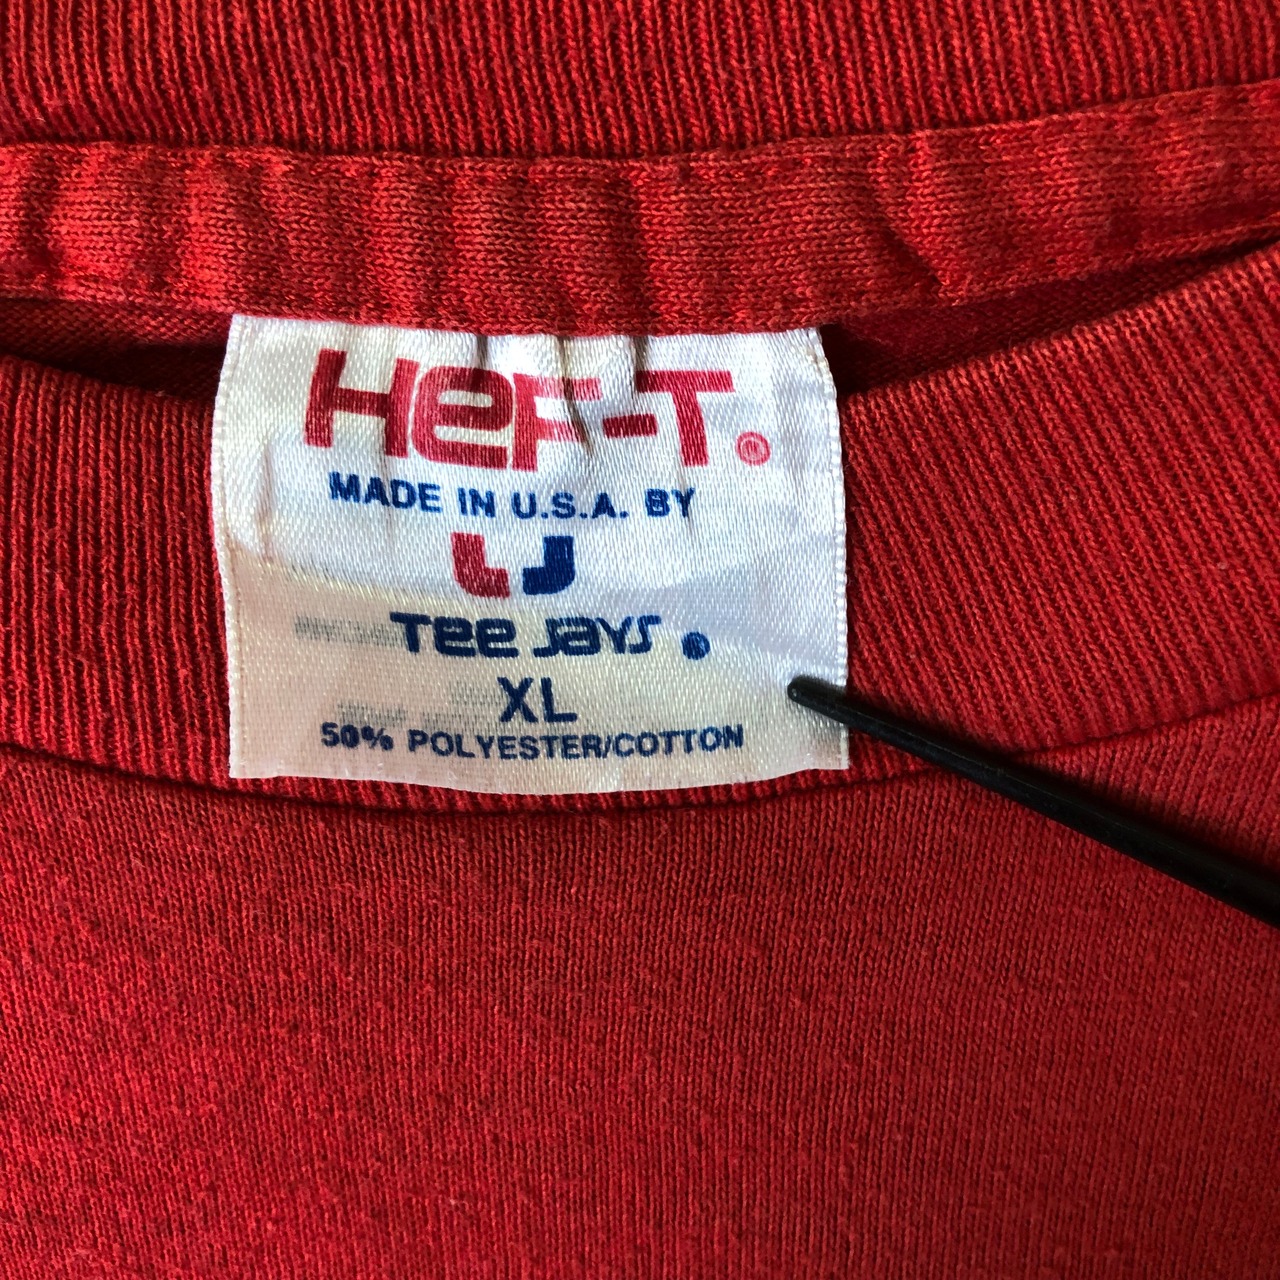 HeF-T®
MADE IN U.S.A. BY
Tee Jays®
XL
50% POLYESTER/COTTON